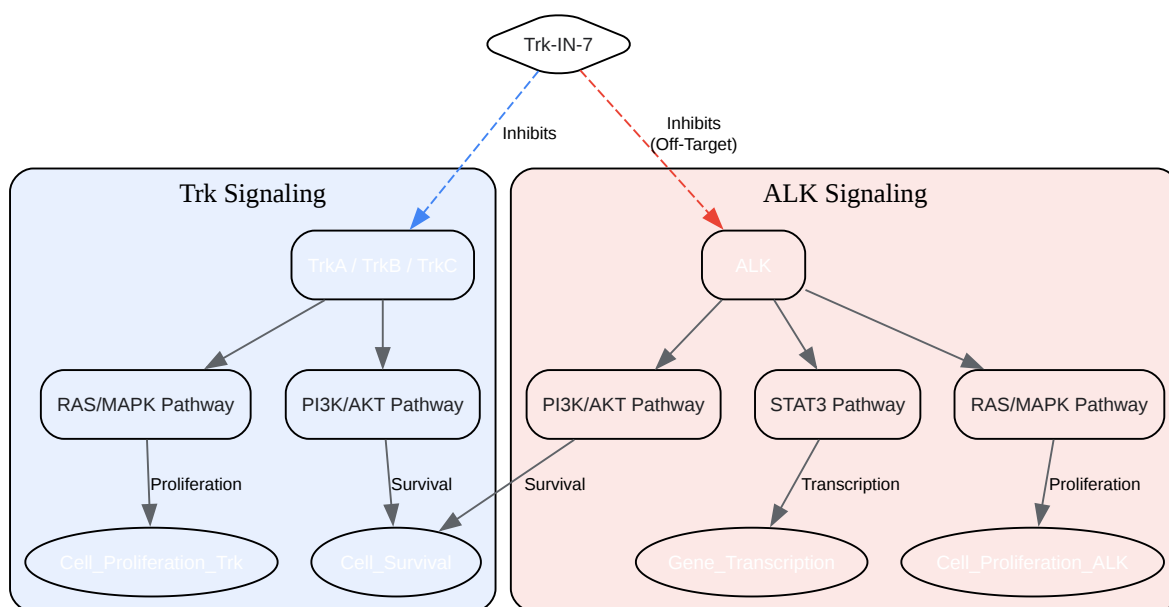 Trk-IN-7
Inhibits
Inhibits
(Off-Target)
Trk Signaling
ALK Signaling
TrkA / TrkB / TrkC
ALK
RAS/MAPK Pathway
PI3K/AKT Pathway
PI3K/AKT Pathway
STAT3 Pathway
RAS/MAPK Pathway
Proliferation
Survival
Survival
Transcription
Proliferation
Cell_Proliferation_Trk
Cell_Survival
Gene_Transcription
Cell_Proliferation_ALK